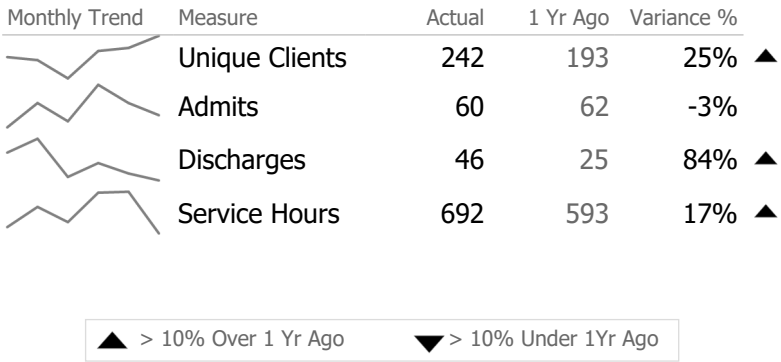 Monthly Trend Measure Actual 1 Yr Ago Variance %
Unique Clients 242 193 25% ▲
Admits 60 62 -3%
Discharges 46 25 84% ▲
Service Hours 692 593 17% ▲
▲ > 10% Over 1 Yr Ago ▼ > 10% Under 1Yr Ago